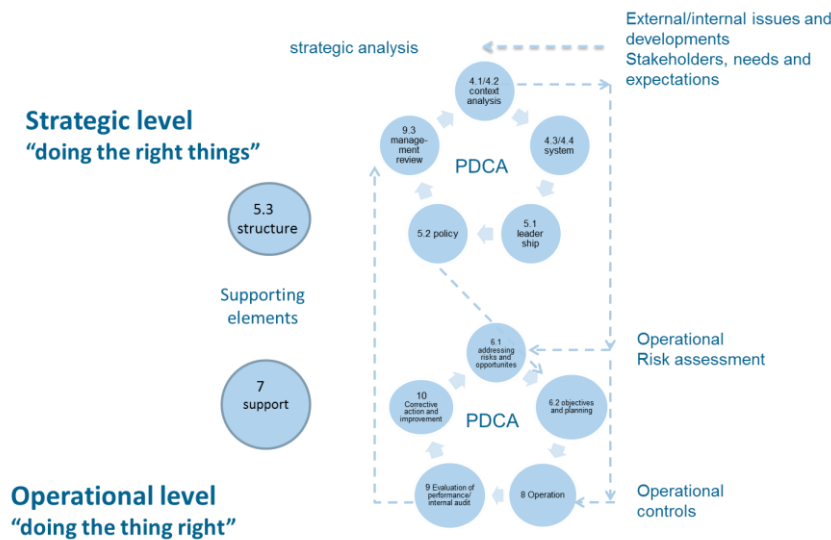 External/internal issues and
developments
Stakeholders, needs and
expectations
strategic analysis
4.1/4.2
context
analysis
Strategic level
“doing the right things”
9.3
manage-
ment
review
PDCA
4.3/4.4
system
5.3
structure
5.2 policy
5.1
leader
ship
Supporting
elements
6.1
addressing
risks and
opportunites
Operational
Risk assessment
7
support
10
Corrective
action and
improvement
PDCA
6.2 objectives
and planning
Operational level
“doing the thing right”
9 Evaluation of
performance/
internal audit
8 Operation
Operational
controls